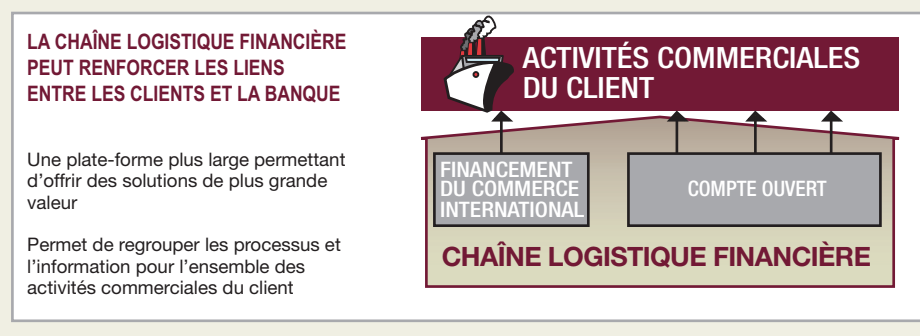 LA CHAÎNE LOGISTIQUE FINANCIÈRE
PEUT RENFORCER LES LIENS
ENTRE LES CLIENTS ET LA BANQUE
Une plate-forme plus large permettant
d’offrir des solutions de plus grande
valeur
Permet de regrouper les processus et
l’information pour l’ensemble des
activités commerciales du client
ACTIVITÉS COMMERCIALES
DU CLIENT
FINANCEMENT
DU COMMERCE
INTERNATIONAL
COMPTE OUVERT
CHAÎNE LOGISTIQUE FINANCIÈRE